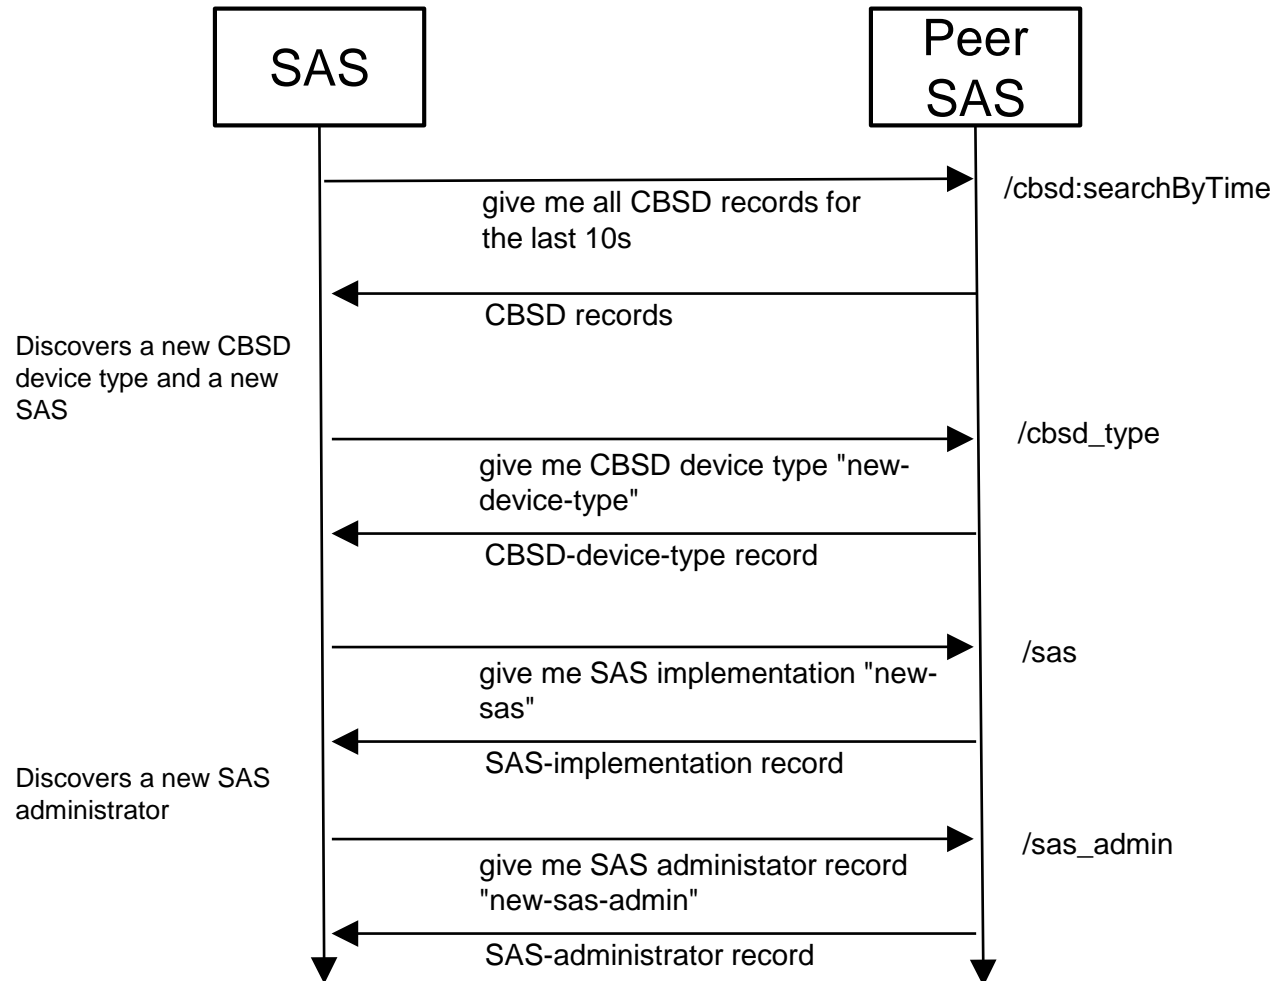 SAS
Peer
SAS
/cbsd:searchByTime
give me all CBSD records for
the last 10s
CBSD records
Discovers a new CBSD
device type and a new
SAS
/cbsd_type
give me CBSD device type "new-
device-type"
CBSD-device-type record
/sas
give me SAS implementation "new-
sas"
SAS-implementation record
Discovers a new SAS
administrator
/sas_admin
give me SAS administator record
"new-sas-admin"
SAS-administrator record